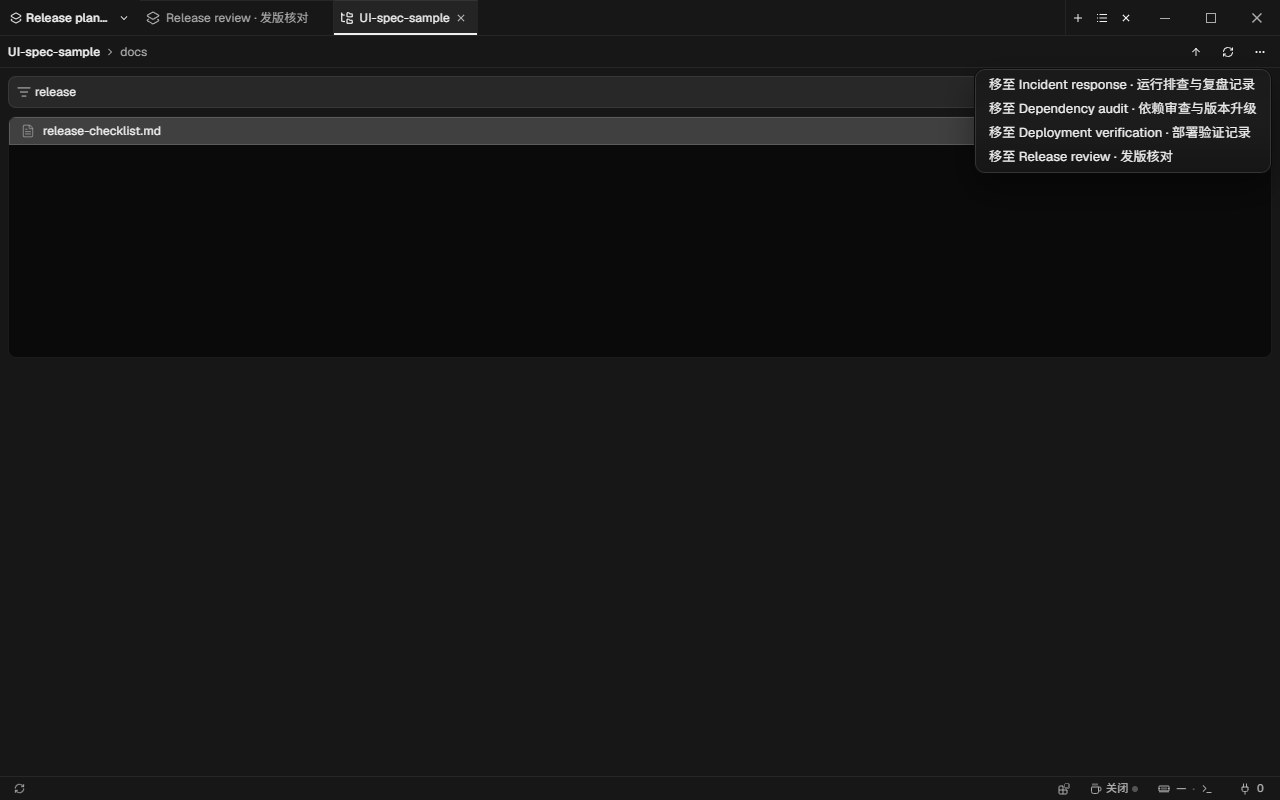 Release plan...
Release review · 发版核对
UI-spec-sample
UI-spec-sample > docs
release
release-checklist.md
移至 Incident response · 运行排查与复盘记录
移至 Dependency audit · 依赖审查与版本升级
移至 Deployment verification · 部署验证记录
移至 Release review · 发版核对
关闭
0